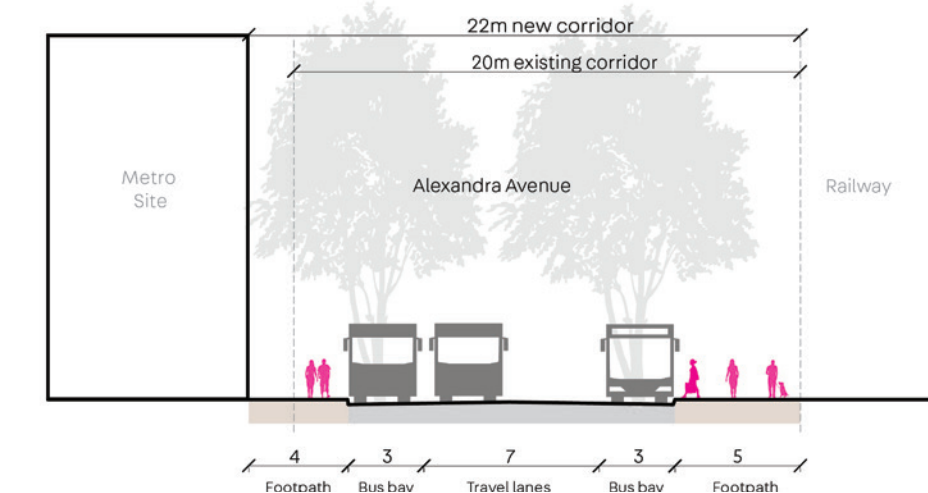 22m new corridor
20m existing corridor
Metro
Site
Alexandra Avenue
Railway
4 3 7 3 5
Footpath Bus bay Travel lanes Bus bay Footpath